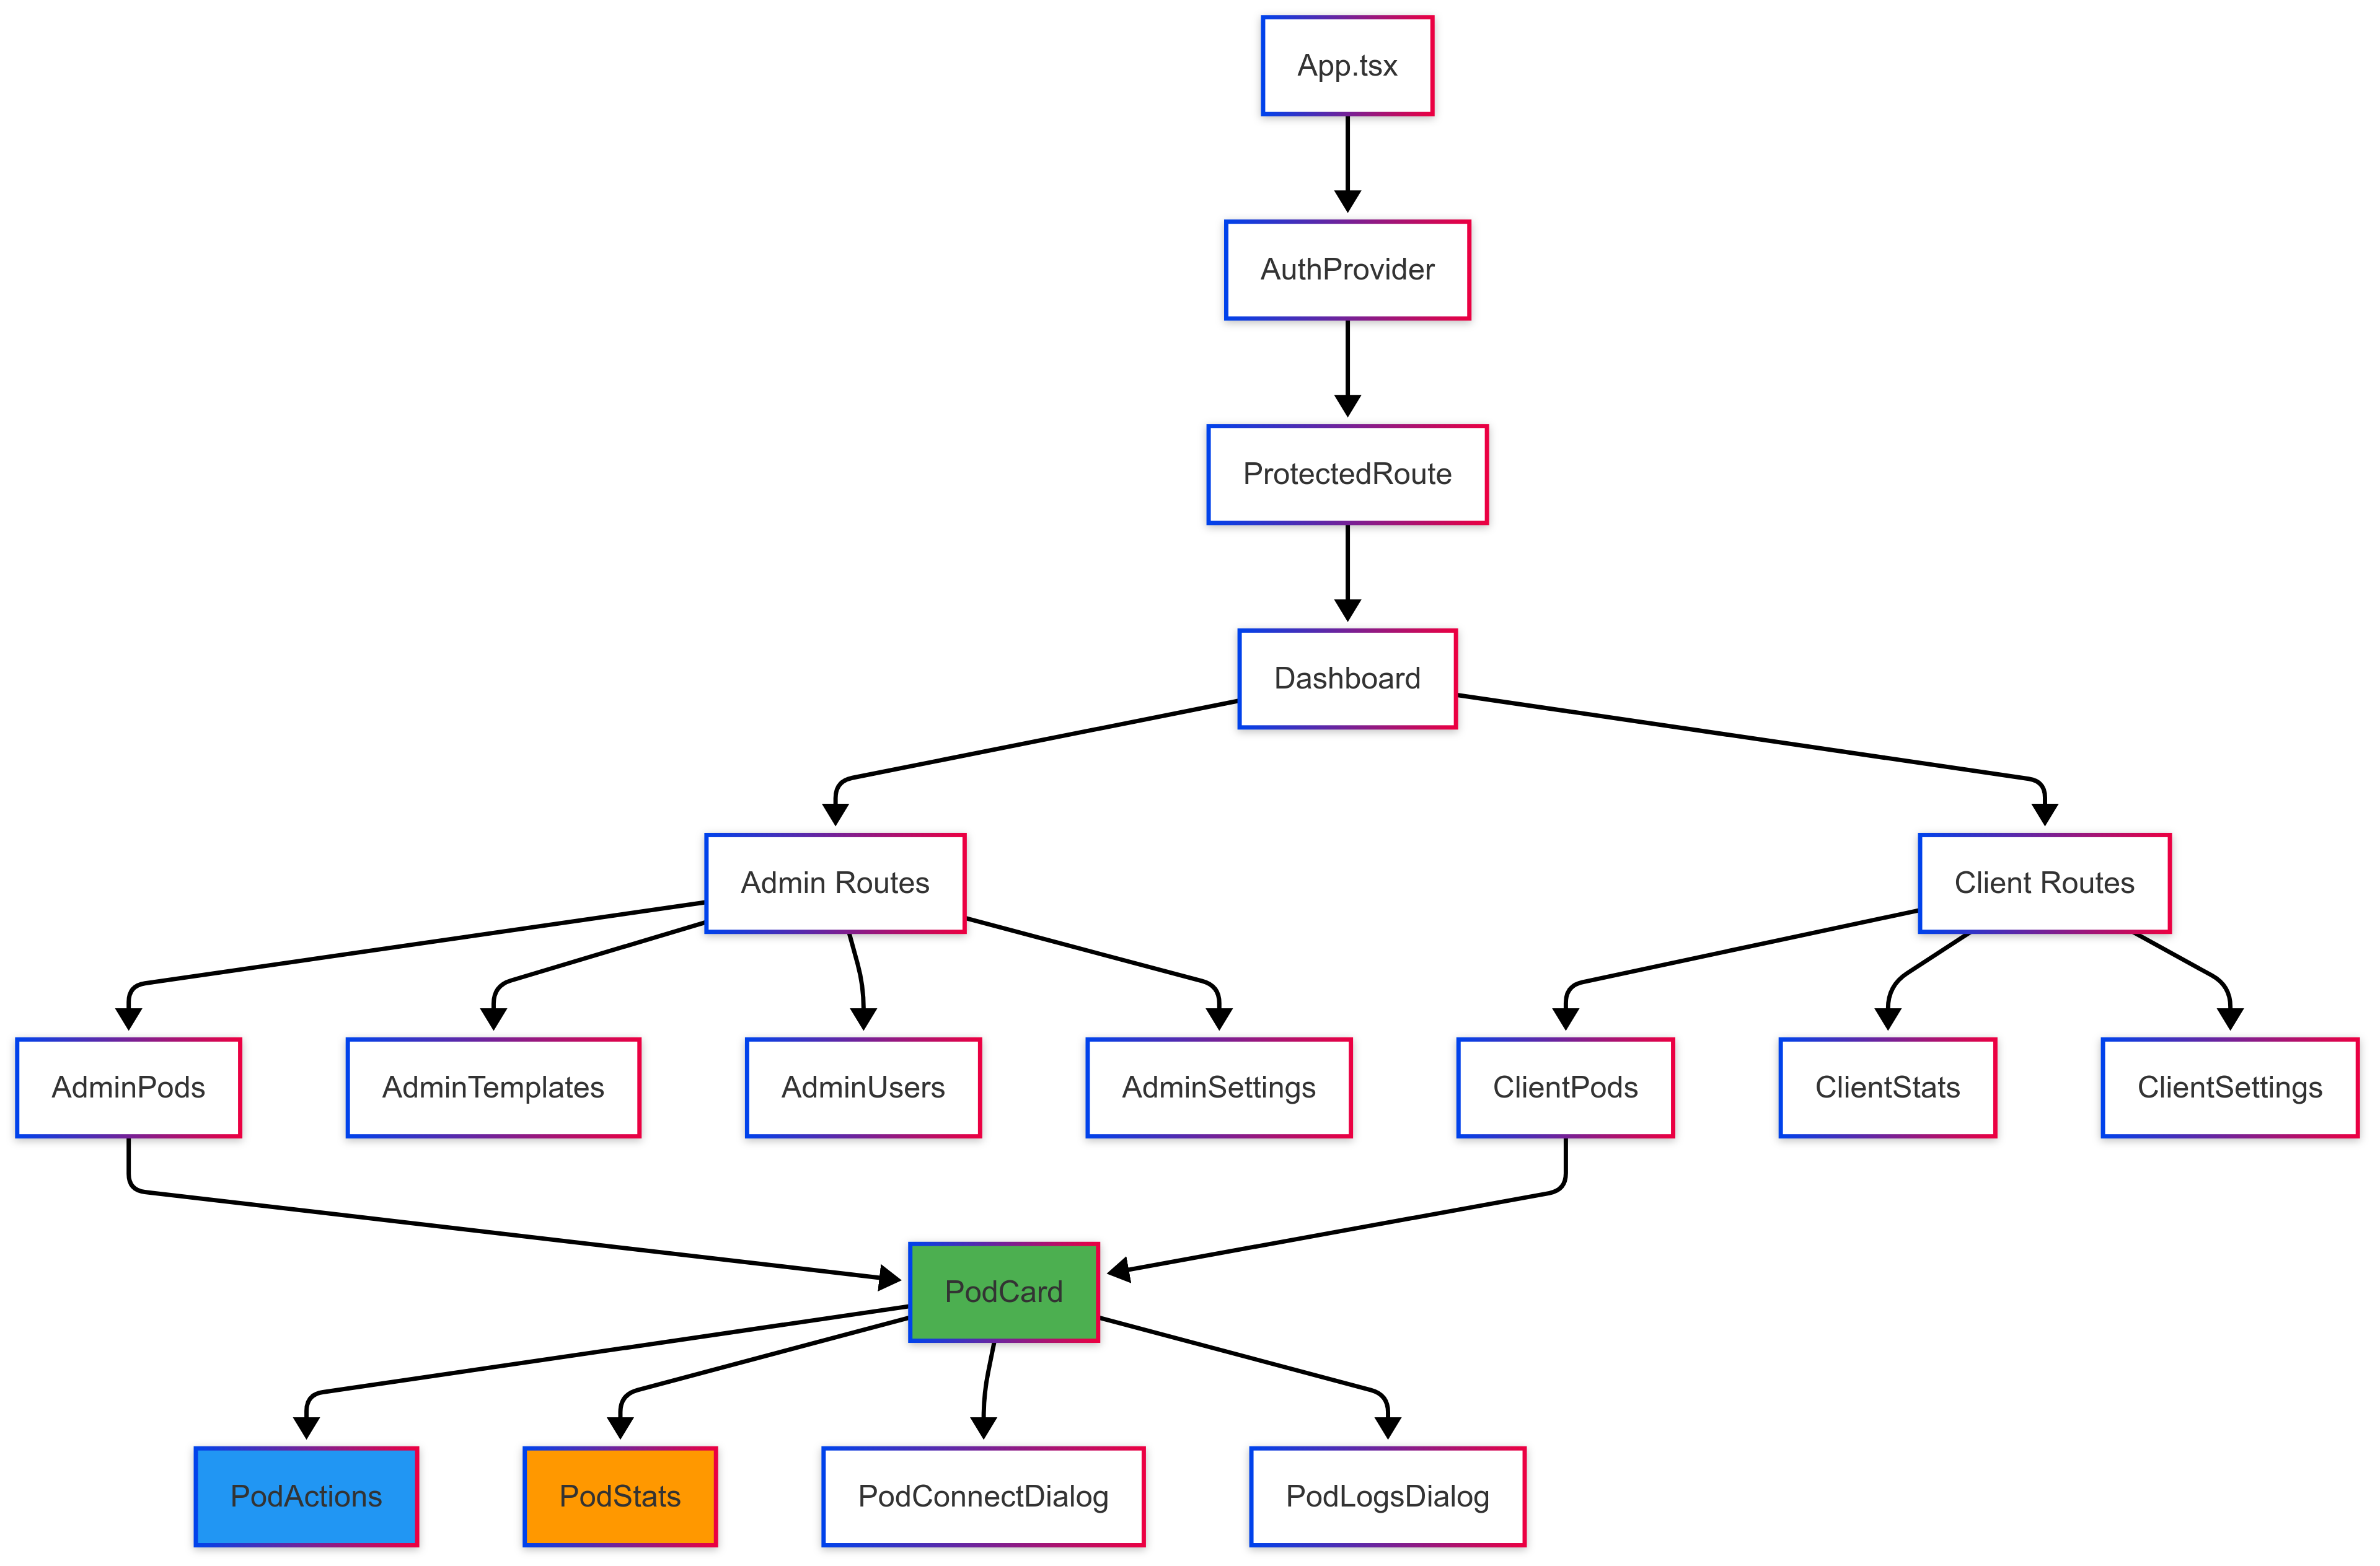 App.tsx
AuthProvider
ProtectedRoute
Dashboard
Admin Routes
Client Routes
AdminPods
AdminTemplates
AdminUsers
AdminSettings
ClientPods
ClientStats
ClientSettings
PodCard
PodActions
PodStats
PodConnectDialog
PodLogsDialog